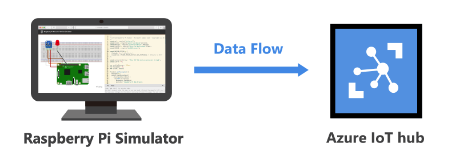 Data Flow
Raspberry Pi Simulator
Azure IoT hub